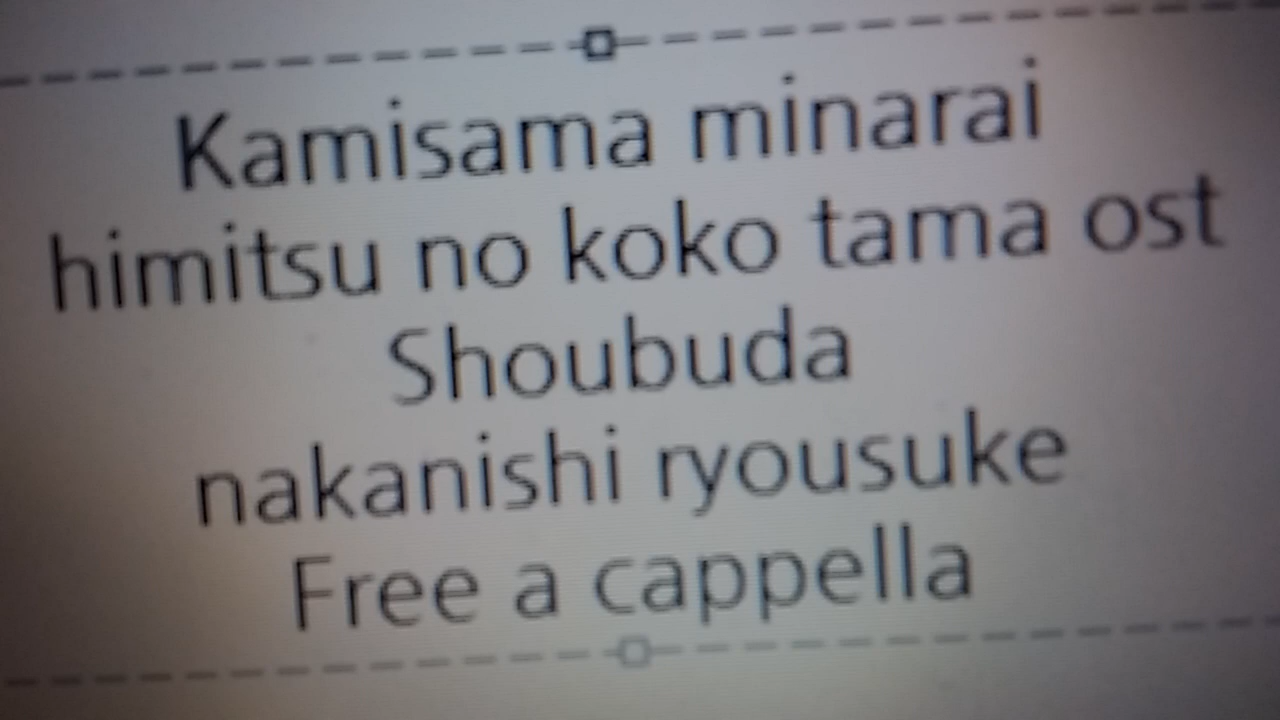 Kamisama minarai
himitsu no koko tama ost
Shoubuda
nakanishi ryousuke
Free a cappella